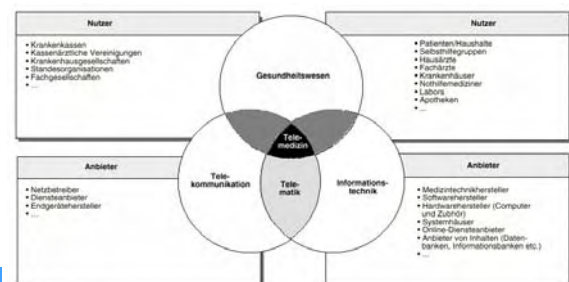 Nutzer
• Krankenkassen
• Kassenärztliche Vereinigungen
• Krankenhausgesellschaften
• Standesorganisationen
• Fachgesellschaften
• ...
Nutzer
• Patienten/Haushalte
• Selbsthilfegruppen
• Hausärzte
• Fachärzte
• Krankenhäuser
• Nothilfemediziner
• Labors
• Apotheken
• ...
Gesundheitswesen
Tele-
medizin
Tele-
kommunikation
Tele-
matik
Informations-
technik
Anbieter
• Netzbetreiber
• Diensteanbieter
• Endgerätehersteller
• ...
Anbieter
• Medizintechnikhersteller
• Softwarehersteller
• Hardwarehersteller (Computer
und Zubhör)
• Systemhäuser
• Online-Diensteanbieter
• Anbieter von Inhalten (Daten-
banken, Informationsbanken etc.)
• ...